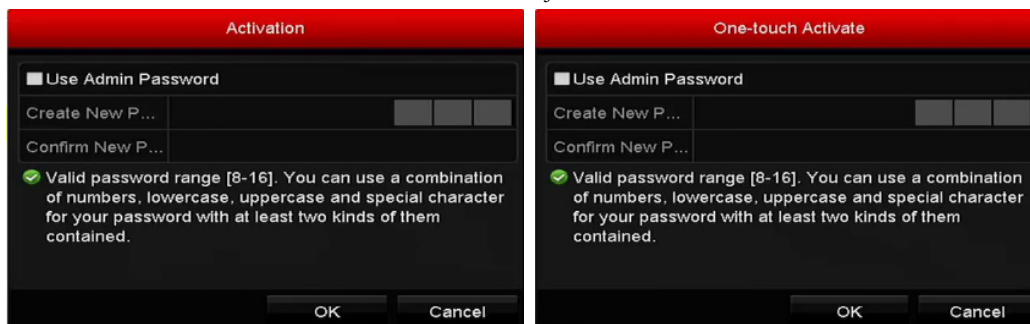 Activation
Use Admin Password
Create New P...
Confirm New P...
Valid password range [8-16]. You can use a combination
of numbers, lowercase, uppercase and special character
for your password with at least two kinds of them
contained.
OK Cancel
One-touch Activate
Use Admin Password
Create New P...
Confirm New P...
Valid password range [8-16]. You can use a combination
of numbers, lowercase, uppercase and special character
for your password with at least two kinds of them
contained.
OK Cancel